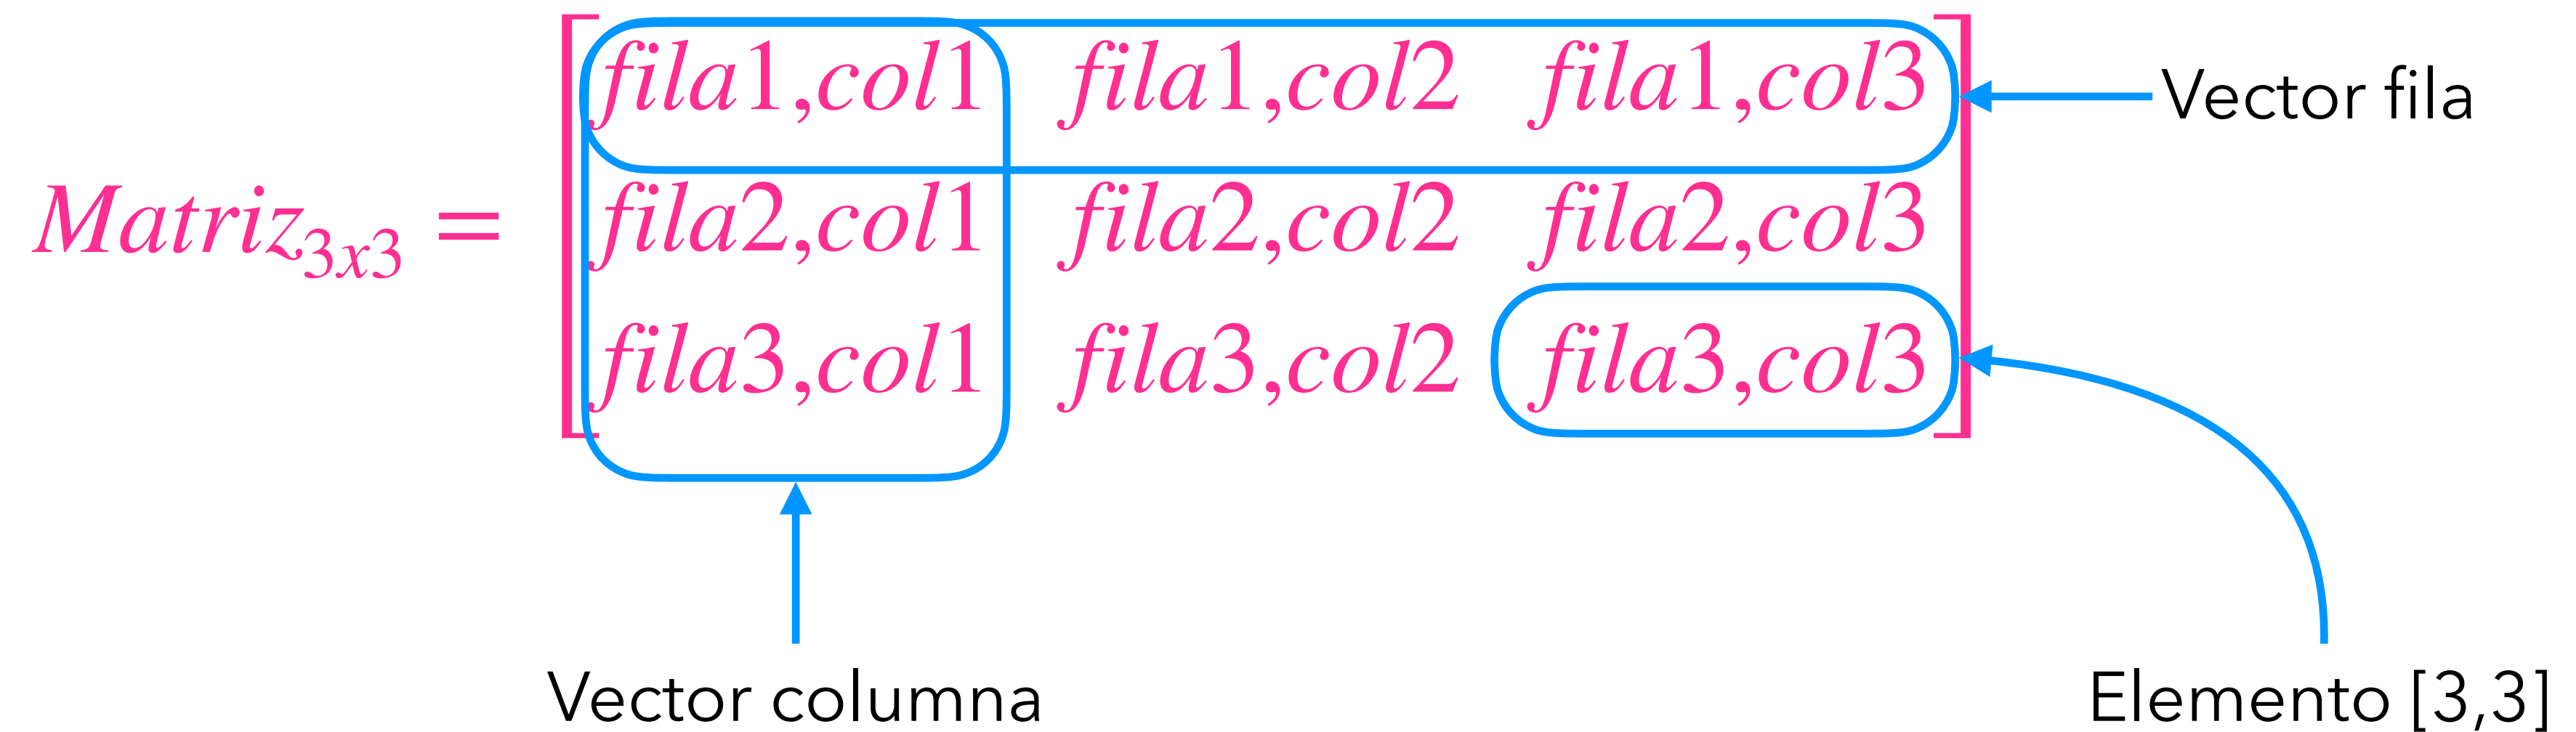 fila1,col1 fila1,col2 fila1,col3
Vector fila
Matriz3x3 = fila2,col1 fila2,col2 fila2,col3
fila3,col1 fila3,col2 fila3,col3
Vector columna
Elemento [3,3]